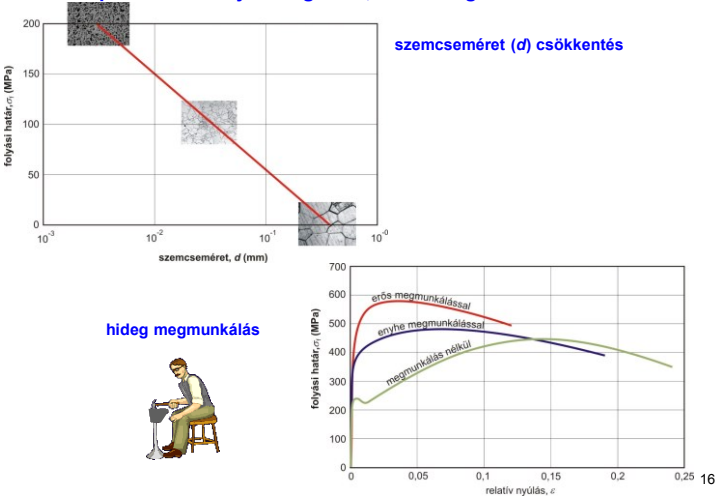 szemcseméret (d) csökkentés
folyási határ,σf (MPa)
200
150
100
50
0
10-3
10-2
10-1
10-0
szemcseméret, d (mm)
hideg megmunkálás
folyási határ,σf (MPa)
700
600
500
400
300
200
100
0
erős megmunkálással
enyhe megmunkálással
megmunkálás nélkül
0
0,05
0,1
0,15
0,2
0,25
relatív nyúlás, ε
16